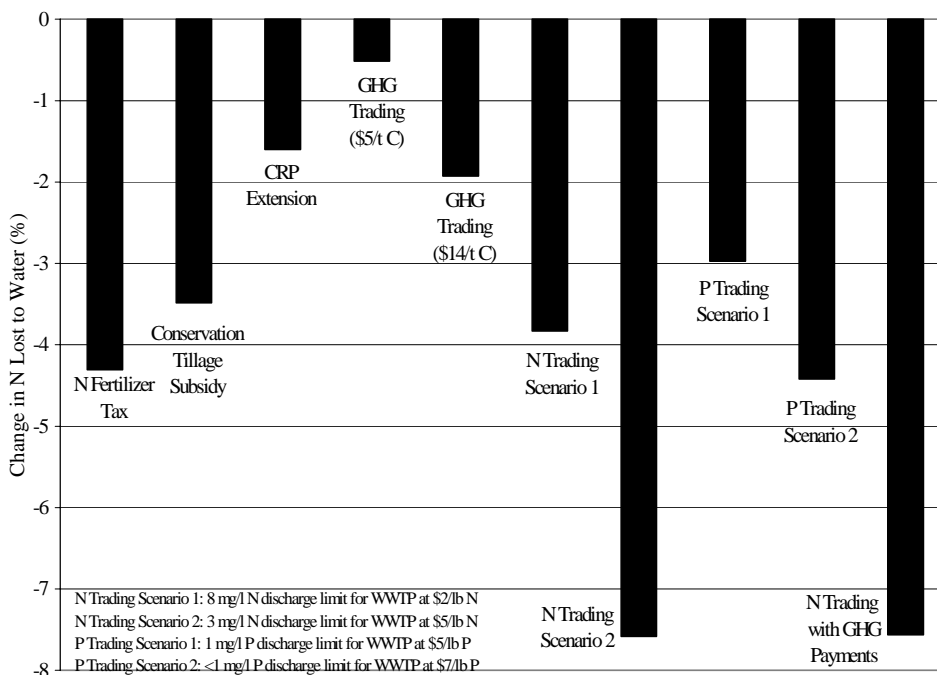 Change in N Lost to Water (%)
0
-1
-2
-3
-4
-5
-6
-7
-8
N Fertilizer
Tax
Conservation
Tillage
Subsidy
CRP
Extension
GHG
Trading
($5/t C)
GHG
Trading
($14/t C)
N Trading
Scenario 1
N Trading
Scenario 2
P Trading
Scenario 1
P Trading
Scenario 2
N Trading
with GHG
Payments
N Trading Scenario 1: 8 mg/l N discharge limit for WWTP at $2/lb N
N Trading Scenario 2: 3 mg/l N discharge limit for WWTP at $5/lb N
P Trading Scenario 1: 1 mg/l P discharge limit for WWTP at $5/lb P
P Trading Scenario 2: <1 mg/l P discharge limit for WWTP at $7/lb P